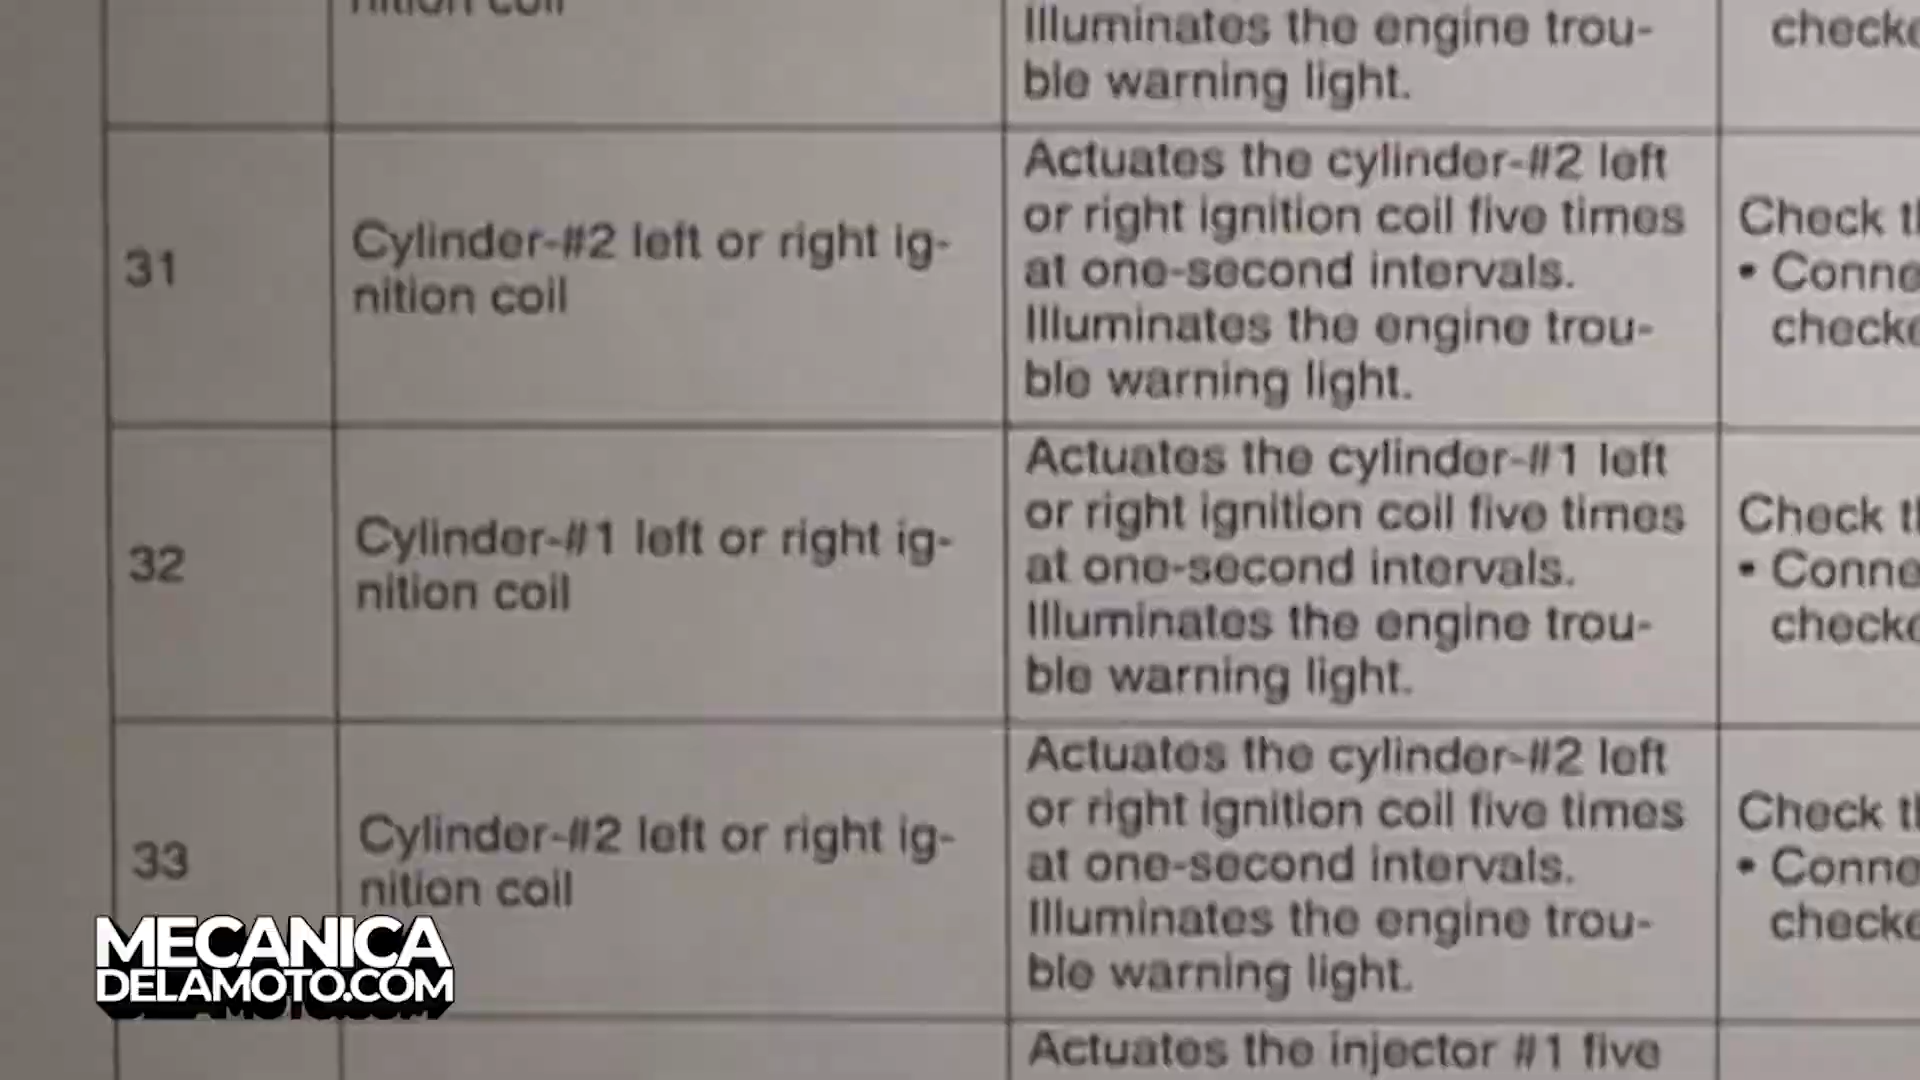 nition coil
Illuminates the engine trou-
ble warning light.
31
Cylinder-#2 left or right ig-
nition coil
Actuates the cylinder-#2 left
or right ignition coil five times
at one-second intervals.
Illuminates the engine trou-
ble warning light.
Check
• 
32
Cylinder-#1 left or right ig-
nition coil
Actuates the cylinder-#1 left
or right ignition coil five times
at one-second intervals.
Illuminates the engine trou-
ble warning light.
Check
• 
33
Cylinder-#2 left or right ig-
nition coil
Actuates the cylinder-#2 left
or right ignition coil five times
at one-second intervals.
Illuminates the engine trou-
ble warning light.
Check
• 
Actuates the injector #1 five
MECANICA
DELAMOTO.COM